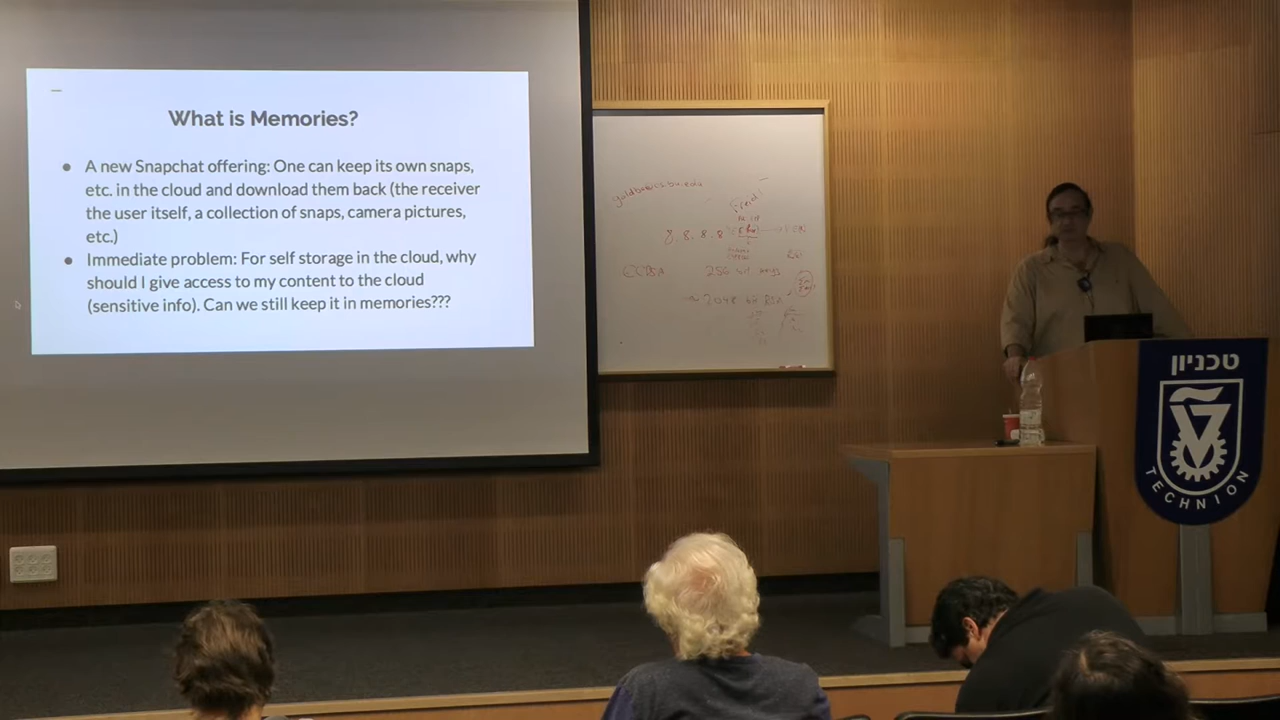 What is Memories?
A new Snapchat offering: One can keep its own snaps,
etc. in the cloud and download them back (the receiver
the user itself, a collection of snaps, camera pictures,
etc.)
Immediate problem: For self storage in the cloud, why
should I give access to my content to the cloud
(sensitive info). Can we still keep it in memories???
8.8.8.8
256 bit
2048 bit RSA
טכניון
TECHNION